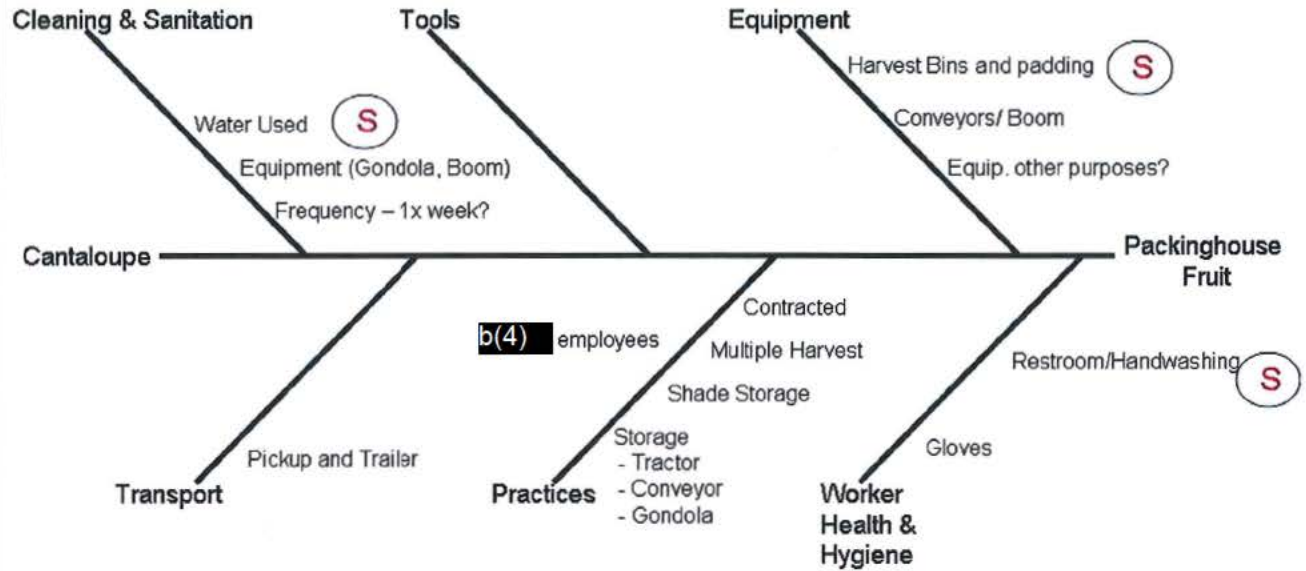 Cleaning & Sanitation
Tools
Equipment
Harvest Bins and padding S
Water Used S
Conveyors/ Boom
Equipment (Gondola, Boom)
Equip. other purposes?
Frequency – 1x week?
Cantaloupe
Packinghouse
Fruit
Contracted
b(4) employees
Multiple Harvest
Restroom/Handwashing S
Shade Storage
Storage
- Tractor
- Conveyor
- Gondola
Gloves
Pickup and Trailer
Transport
Practices
Worker
Health &
Hygiene